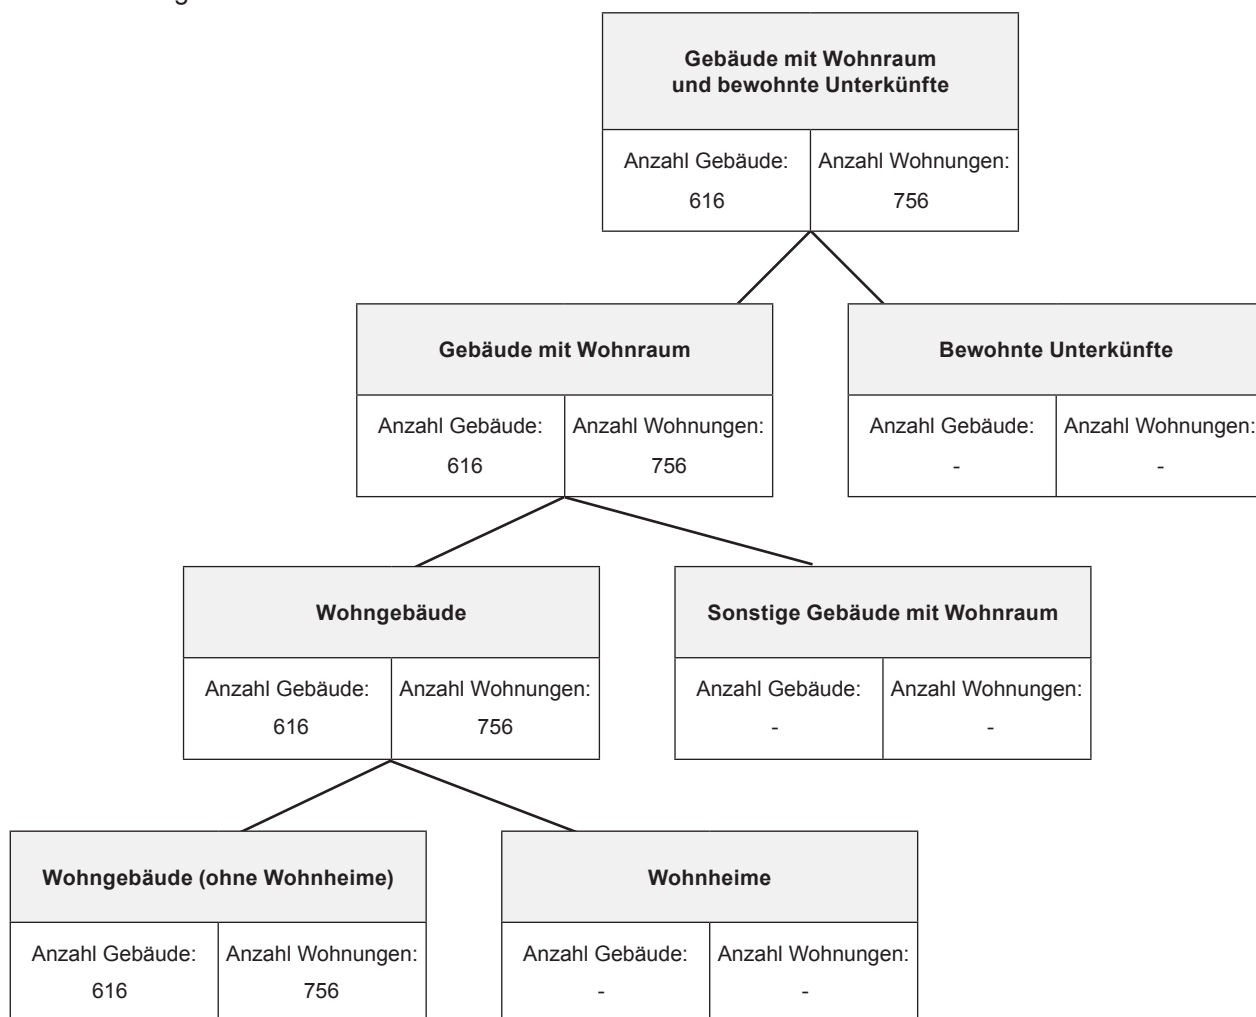 Gebäude mit Wohnraum
und bewohnte Unterkünfte
Anzahl Gebäude: Anzahl Wohnungen:
616 756
Gebäude mit Wohnraum
Anzahl Gebäude: Anzahl Wohnungen:
616 756
Bewohnte Unterkünfte
Anzahl Gebäude: Anzahl Wohnungen:
- -
Wohngebäude
Anzahl Gebäude: Anzahl Wohnungen:
616 756
Sonstige Gebäude mit Wohnraum
Anzahl Gebäude: Anzahl Wohnungen:
- -
Wohngebäude (ohne Wohnheime)
Anzahl Gebäude: Anzahl Wohnungen:
616 756
Wohnheime
Anzahl Gebäude: Anzahl Wohnungen:
- -